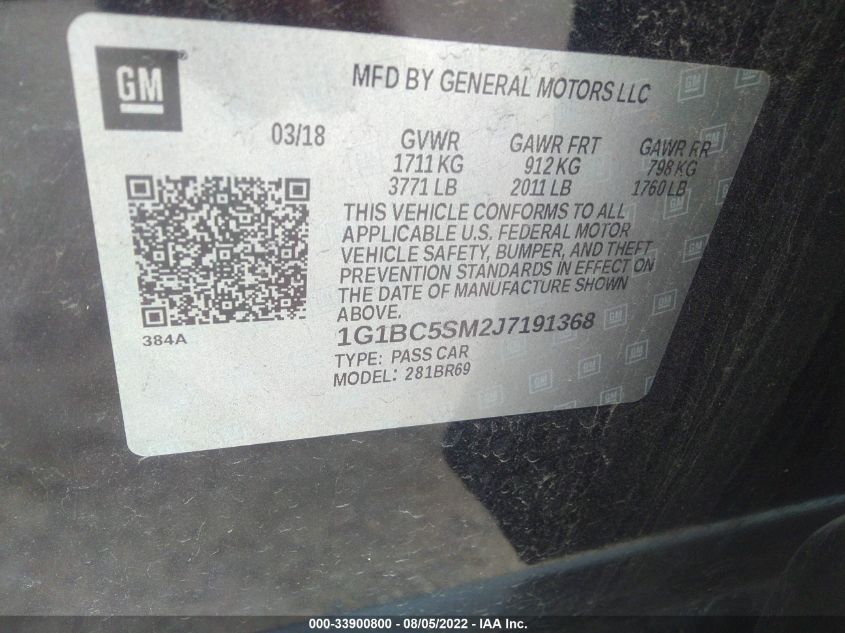 GM
MFD BY GENERAL MOTORS LLC
03/18 GVWR GAWR FRT GAWR RR
1711 KG 912 KG 798 KG
3771 LB 2011 LB 1760 LB
THIS VEHICLE CONFORMS TO ALL
APPLICABLE U.S. FEDERAL MOTOR
VEHICLE SAFETY, BUMPER, AND THEFT
PREVENTION STANDARDS IN EFFECT ON
THE DATE OF MANUFACTURE SHOWN
ABOVE.
384A
1G1BC5SM2J7191368
TYPE: PASS CAR
MODEL: 281BR69
000-33900800 - 08/05/2022 - IAA Inc.